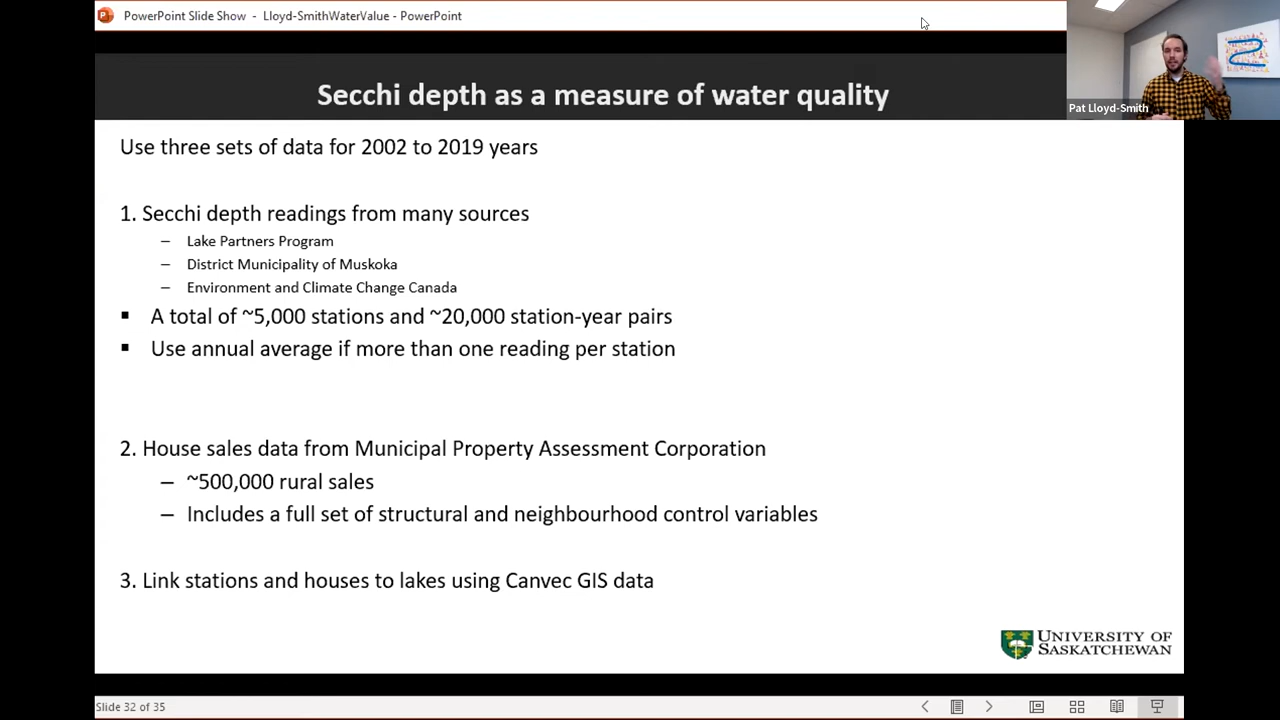 PowerPoint Slide Show - Lloyd-SmithWaterValue - PowerPoint
Pat Lloyd-Smith
Secchi depth as a measure of water quality
Use three sets of data for 2002 to 2019 years
1. Secchi depth readings from many sources
– Lake Partners Program
– District Municipality of Muskoka
– Environment and Climate Change Canada
▪ A total of ~5,000 stations and ~20,000 station-year pairs
▪ Use annual average if more than one reading per station
2. House sales data from Municipal Property Assessment Corporation
– ~500,000 rural sales
– Includes a full set of structural and neighbourhood control variables
3. Link stations and houses to lakes using Canvec GIS data
UNIVERSITY OF
SASKATCHEWAN
Slide 32 of 35